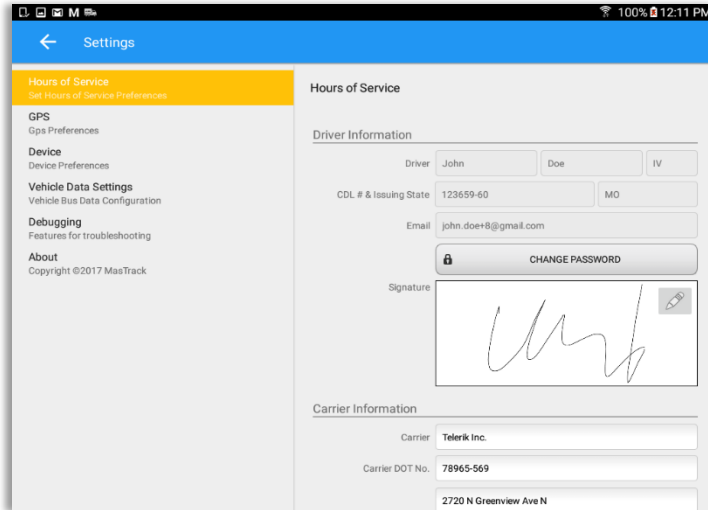 M 100% 12:11 PM
Settings
Hours of Service
Set Hours of Service Preferences
GPS
Gps Preferences
Device
Device Preferences
Vehicle Data Settings
Vehicle Bus Data Configuration
Debugging
Features for troubleshooting
About
Copyright ©2017 MasTrack
Hours of Service
Driver Information
Driver John Doe IV
CDL # & Issuing State 123659-60 MO
Email john.doe+8@gmail.com
CHANGE PASSWORD
Signature
Carrier Information
Carrier Telerik Inc.
Carrier DOT No. 78965-569
2720 N Greenview Ave N